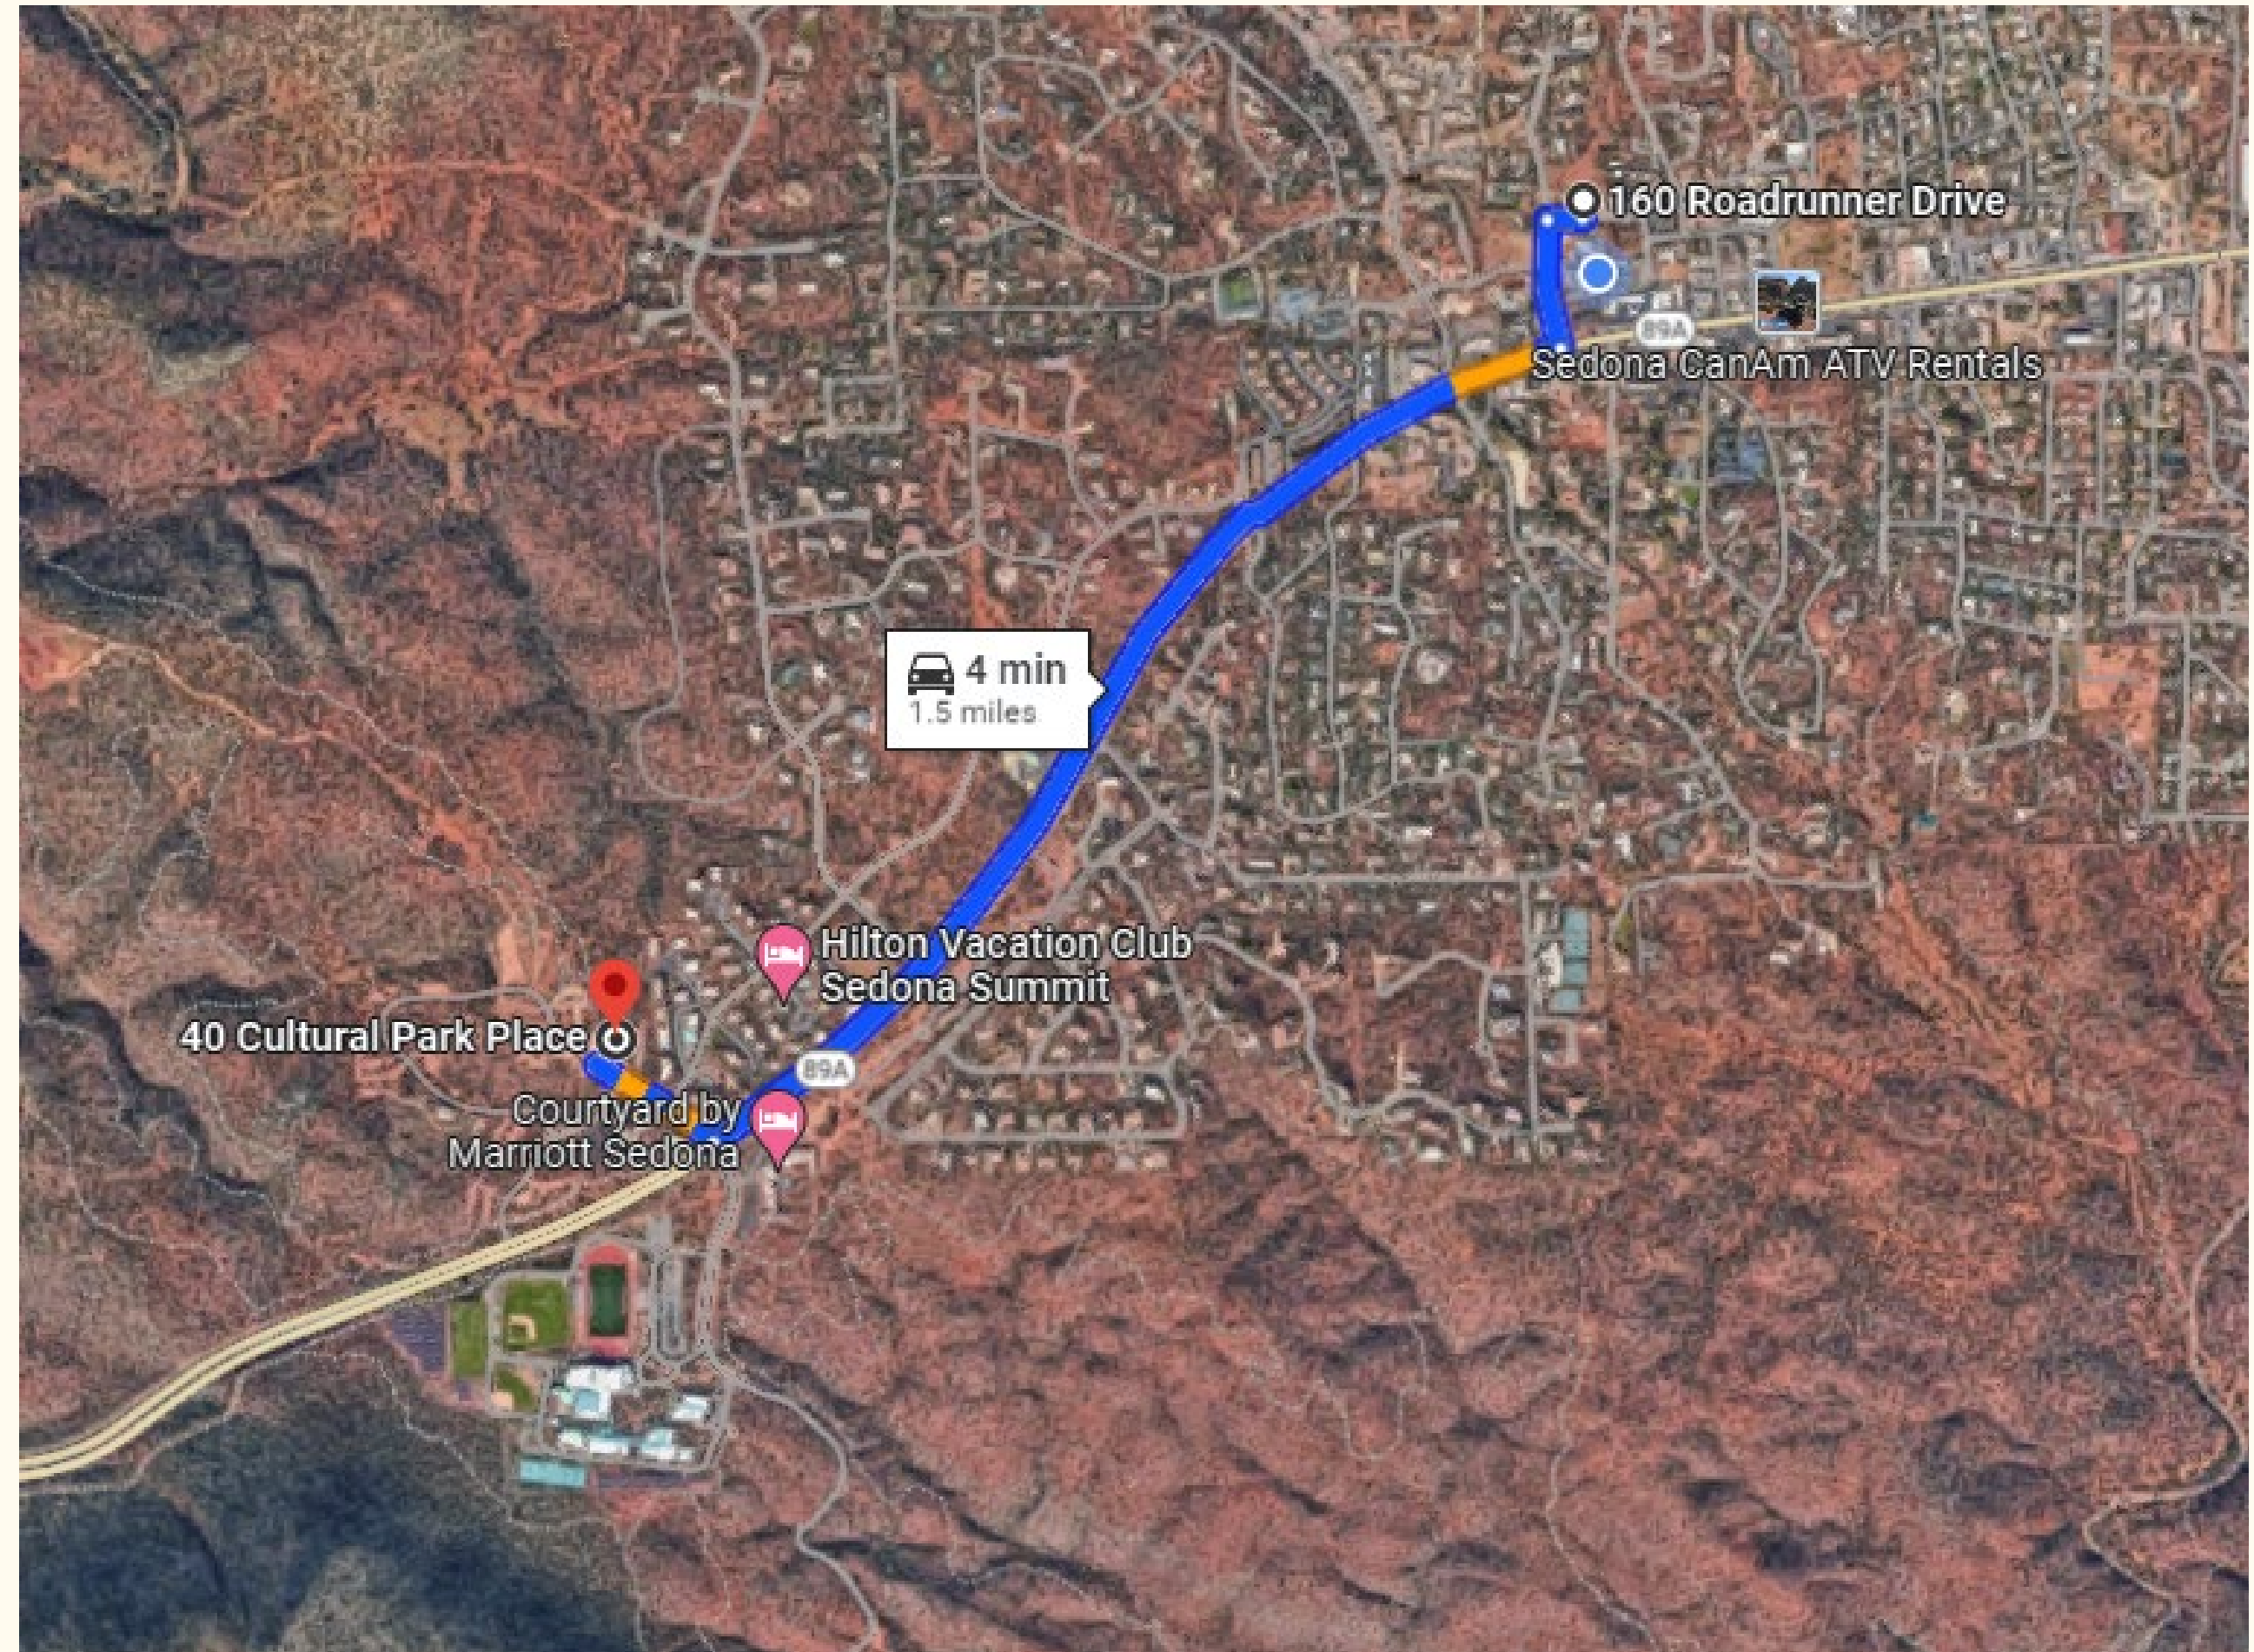 160 Roadrunner Drive
89A
Sedona CanAm ATV Rentals
4 min
1.5 miles
Hilton Vacation Club
Sedona Summit
40 Cultural Park Place
89A
Courtyard by
Marriott Sedona